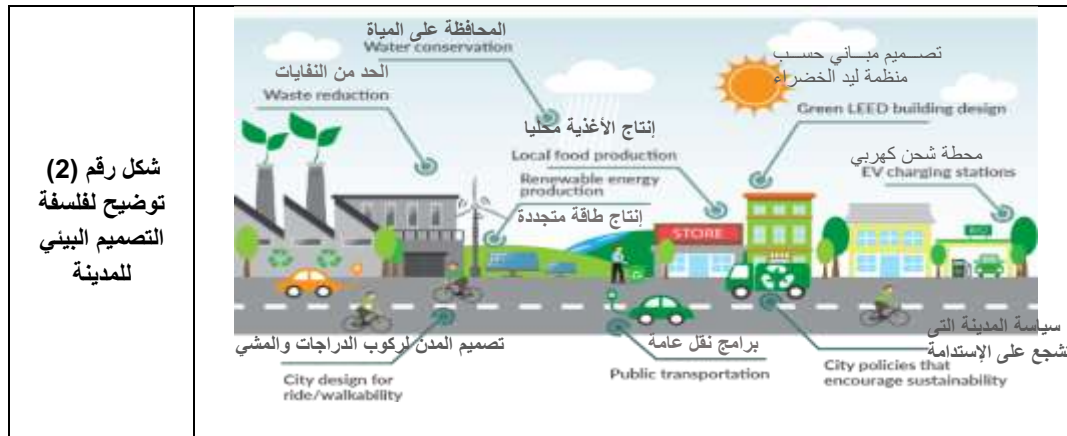 شكل رقم (2)
توضيح لفلسفة
التصميم البيئي
للمدينة
المحافظة على المياة
Water conservation
الحد من النفايات
Waste reduction
تصميم مباني حسب
منظمة ليد الخضراء
Green LEED building design
إنتاج الأغذية محليا
Local food production
Renewable energy
production
إنتاج طاقة متجددة
محطة شحن كهربي
EV charging stations
STORE
تصميم المدن لركوب الدراجات والمشي
City design for
ride/walkability
برامج نقل عامة
Public transportation
سياسة المدينة التى
تشجع على الإستدامة
City policies that
encourage sustainability